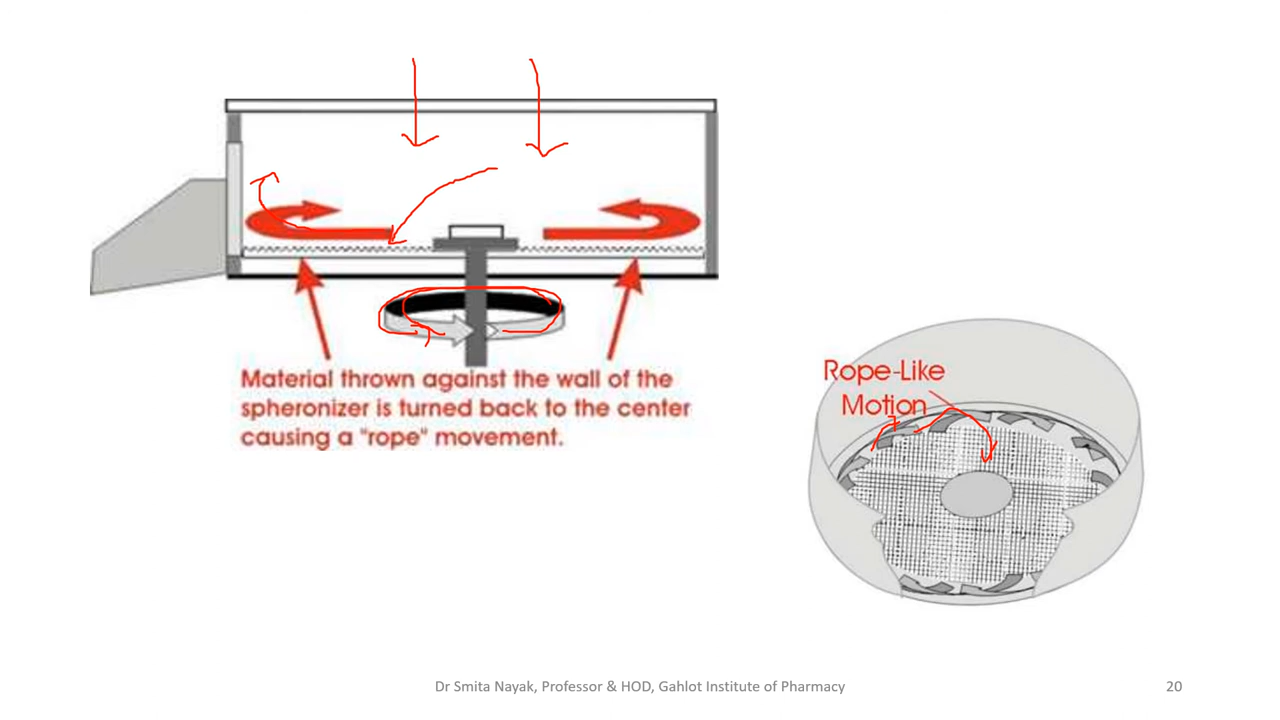 Material thrown against the wall of the
spheronizer is turned back to the center
causing a "rope" movement.
Rope-Like
Motion
Dr Smita Nayak, Professor & HOD, Gahlot Institute of Pharmacy
20